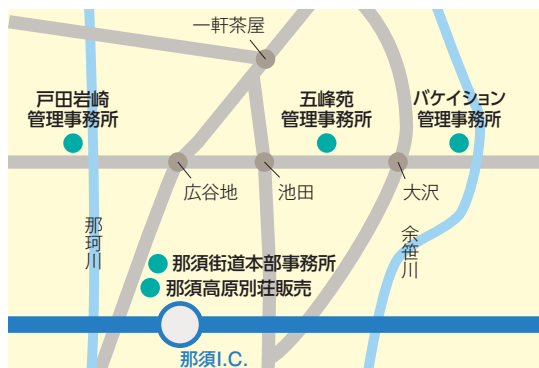 一軒茶屋
戸田岩崎
管理事務所
五峰苑
管理事務所
バケイション
管理事務所
広谷地
池田
大沢
那珂川
余笹川
那須街道本部事務所
那須高原別荘販売
那須I.C.